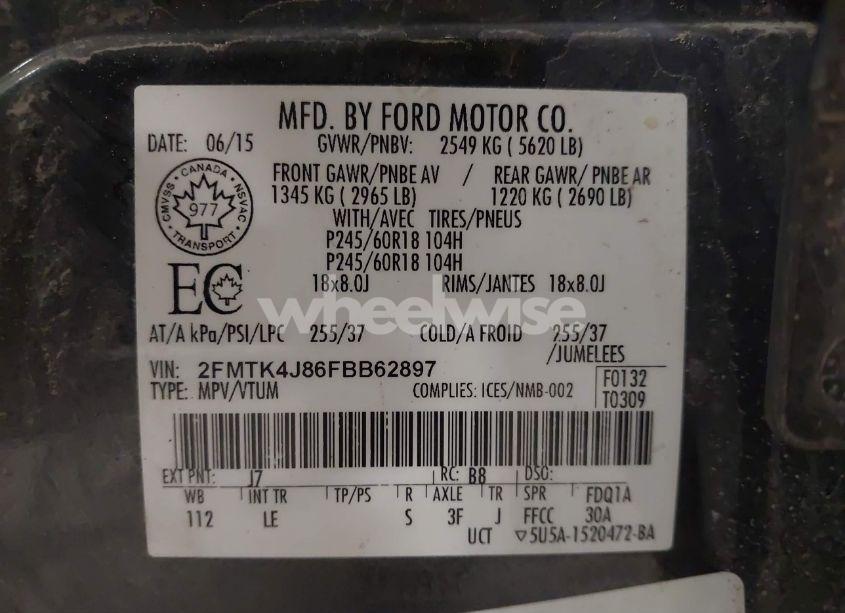 MFD. BY FORD MOTOR CO.
DATE: 06/15 GVWR/PNBV: 2549 KG ( 5620 LB)
FRONT GAWR/PNBE AV / REAR GAWR/ PNBE AR
1345 KG ( 2965 LB) 1220 KG ( 2690 LB)
WITH/AVEC TIRES/PNEUS
P245/60R18 104H
P245/60R18 104H
18x8.0J RIMS/JANTES 18x8.0J
CANADA
CMVSS NSVAC
977
TRANSPORT
EC
wheelwise
AT/A kPa/PSI/LPC 255/37 COLD/A FROID 255/37
/JUMELEES
VIN: 2FMTK4J86FBB62897
TYPE: MPV/VTUM COMPLIES: ICES/NMB-002
F0132
T0309
EXT PNT: J7 RC: B8 DSO:
WB INT TR TP/PS R AXLE TR SPR FDQ1A
112 LE S 3F J FFCC 30A
UCT ▽5U5A-1520472-BA